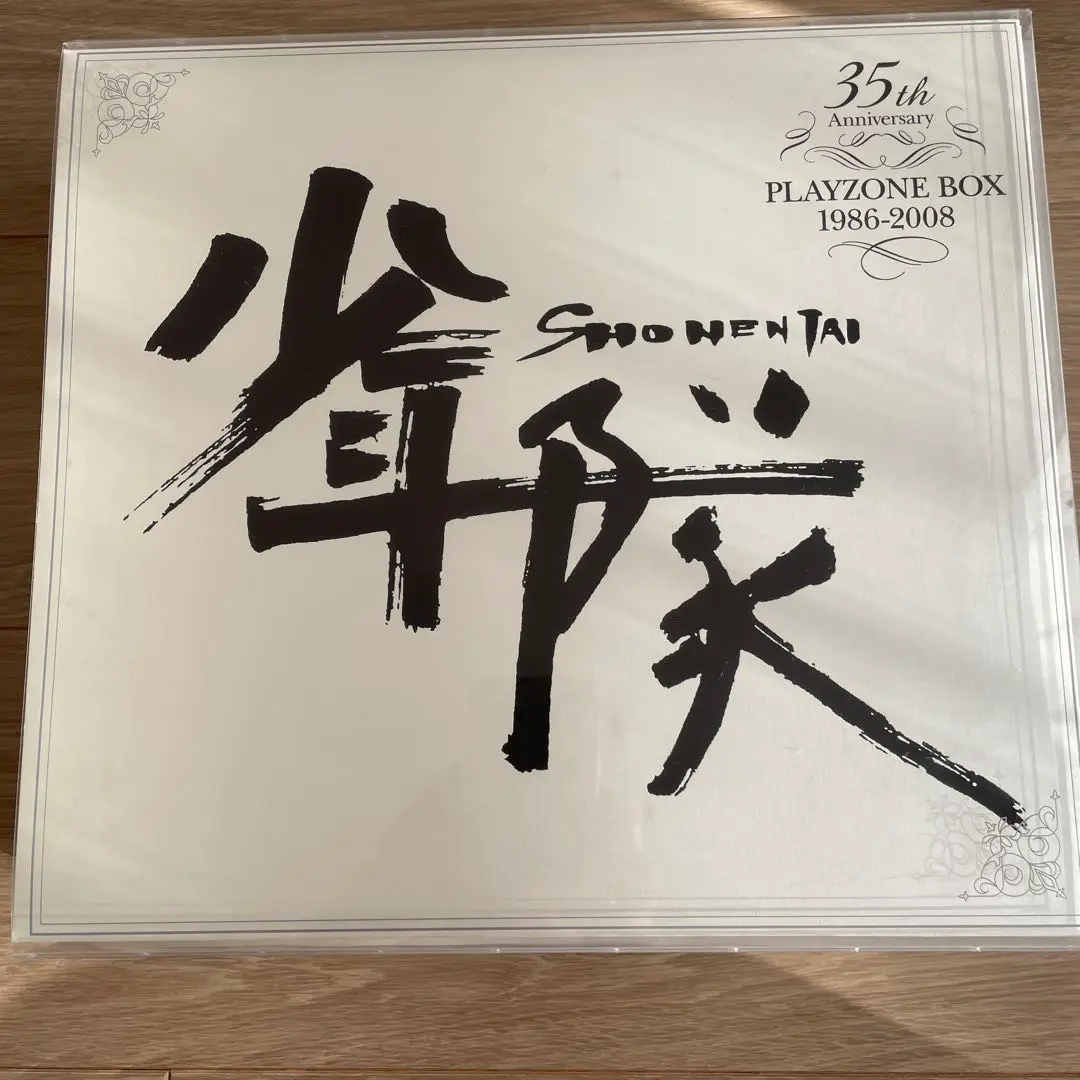 35th
Anniversary
PLAYZONE BOX
1986-2008
SHONENTAI
少年隊